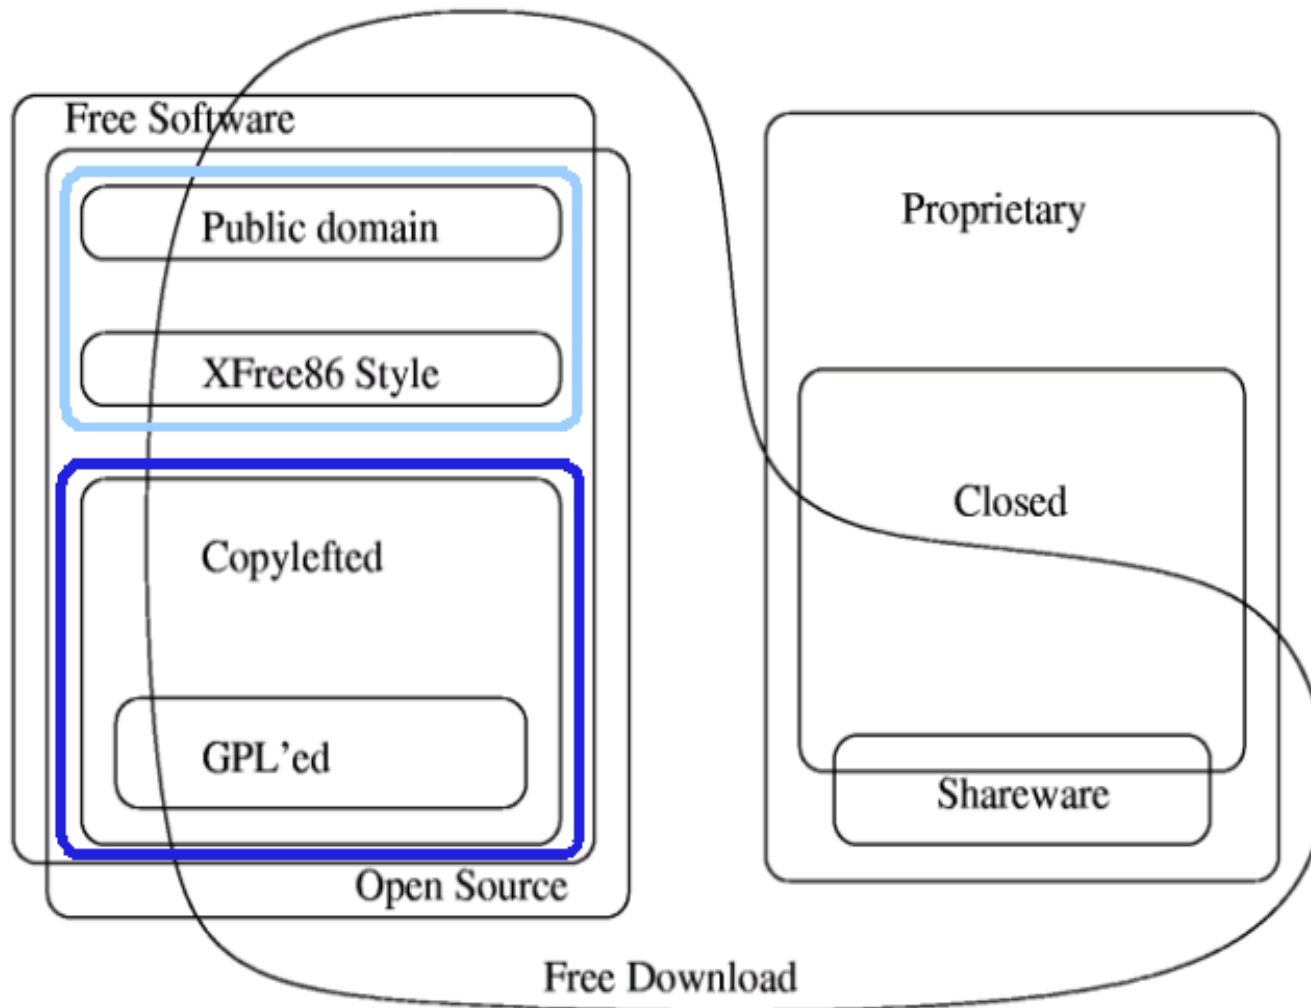 Free Software
Public domain
XFree86 Style
Copylefted
GPL’ed
Open Source
Proprietary
Closed
Shareware
Free Download